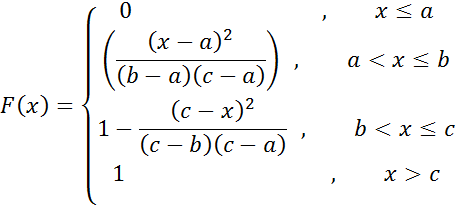 F(x) = { 0 , x ≤ a
( (x − a)² / (b − a)(c − a) ) , a < x ≤ b
1 − (c − x)² / (c − b)(c − a) , b < x ≤ c
1 , x > c